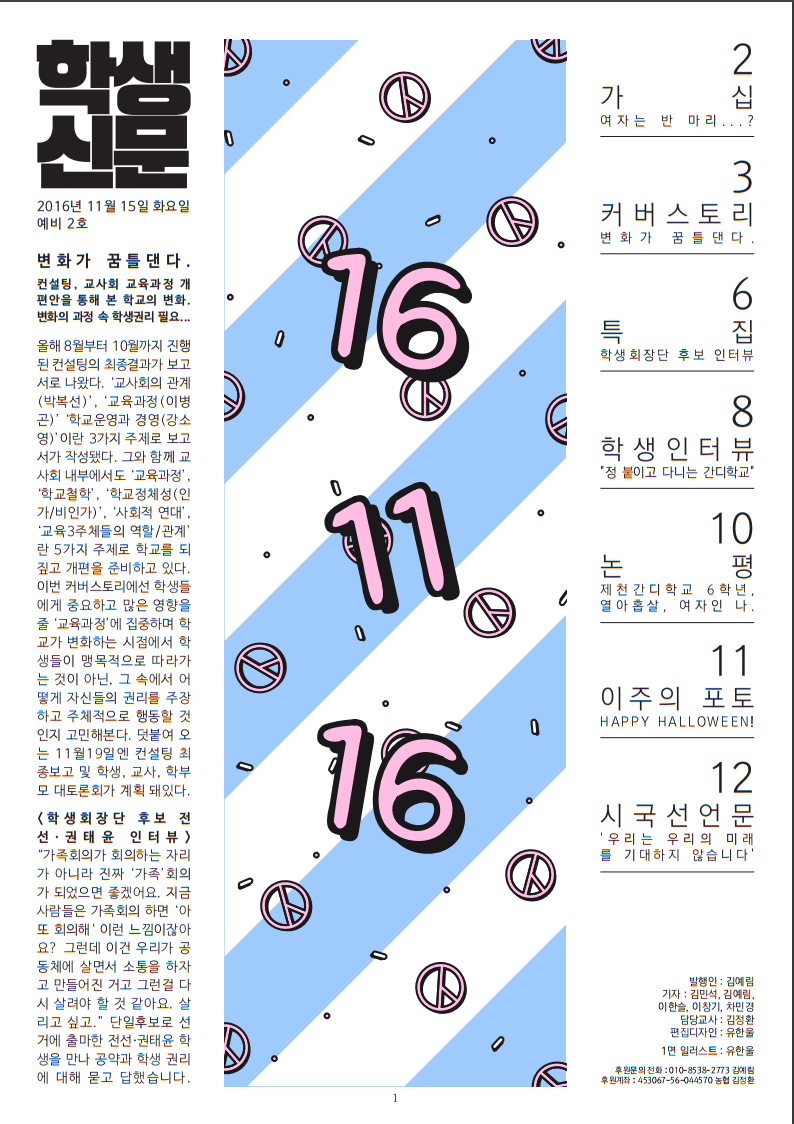 학생
신문
2016년 11월 15일 화요일
예비 2호
변화가 꿈틀댄다.
컨설팅, 교사회 교육과정 개
편안을 통해 본 학교의 변화.
변화의 과정 속 학생권리 필요...
올해 8월부터 10월까지 진행
된 컨설팅의 최종결과가 보고
서로 나왔다. ‘교사회의 관계
(박복선)’, ‘교육과정(이병
곤)’ ‘학교운영과 경영(강소
영)’이란 3가지 주제로 보고
서가 작성됐다. 그와 함께 교
사회 내부에서도 ‘교육과정’,
‘학교철학’, ‘학교정체성(인
가/비인가)’, ‘사회적 연대’,
‘교육3주체들의 역할/관계’
란 5가지 주제로 학교를 되
짚고 개편을 준비하고 있다.
이번 커버스토리에선 학생들
에게 중요하고 많은 영향을
줄 ‘교육과정’에 집중하며 학
교가 변화하는 시점에서 학
생들이 맹목적으로 따라가
는 것이 아닌, 그 속에서 어
떻게 자신들의 권리를 주장
하고 주체적으로 행동할 것
인지 고민해본다. 덧붙여 오
는 11월19일엔 컨설팅 최
종보고 및 학생, 교사, 학부
모 대토론회가 계획 돼있다.
<학생회장단 후보 전
선·권태윤 인터뷰>
“가족회의가 회의하는 자리
가 아니라 진짜 ‘가족’회의
가 되었으면 좋겠어요. 지금
사람들은 가족회의 하면 ‘아
또 회의해‘ 이런 느낌이잖아
요? 그런데 이건 우리가 공
동체에 살면서 소통을 하자
고 만들어진 거고 그런걸 다
시 살려야 할 것 같아요. 살
리고 싶고.” 단일후보로 선
거에 출마한 전선·권태윤 학
생을 만나 공약과 학생 권리
에 대해 묻고 답했습니다.
16
11
16
2
가 십
여자는 반 마리...?
3
커버스토리
변화가 꿈틀댄다.
6
특 집
학생회장단 후보 인터뷰
8
학생인터뷰
"정 붙이고 다니는 간디학교"
10
논 평
제천간디학교 6학년,
열아홉살, 여자인 나.
11
이주의 포토
HAPPY HALLOWEEN!
12
시국선언문
'우리는 우리의 미래
를 기대하지 않습니다'
발행인 : 김예림
기자 : 김민석, 김예림,
이한슬, 이창기, 차민경
담당교사 : 김정환
편집디자인 : 유한울
1면 일러스트 : 유한울
후원문의 전화 : 010-8538-2773 김예림
후원계좌 : 453067-56-044570 농협 김정환
1